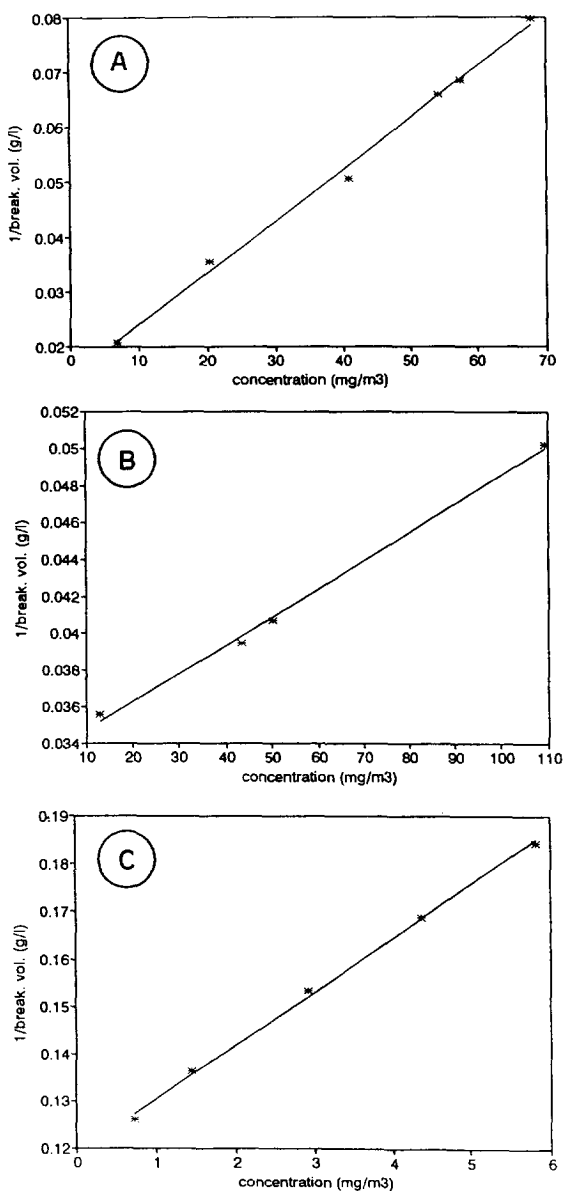 0.08
A
0.07
0.06
0.05
0.04
0.03
0.02
1/break. vol. (g/l)
0 10 20 30 40 50 60 70
concentration (mg/m3)
0.052
B
0.05
0.048
0.046
0.044
0.042
0.04
0.038
0.036
0.034
1/break. vol. (g/l)
10 20 30 40 50 60 70 80 90 100 110
concentration (mg/m3)
0.19
C
0.18
0.17
0.16
0.15
0.14
0.13
0.12
1/break. vol. (g/l)
0 1 2 3 4 5 6
concentration (mg/m3)